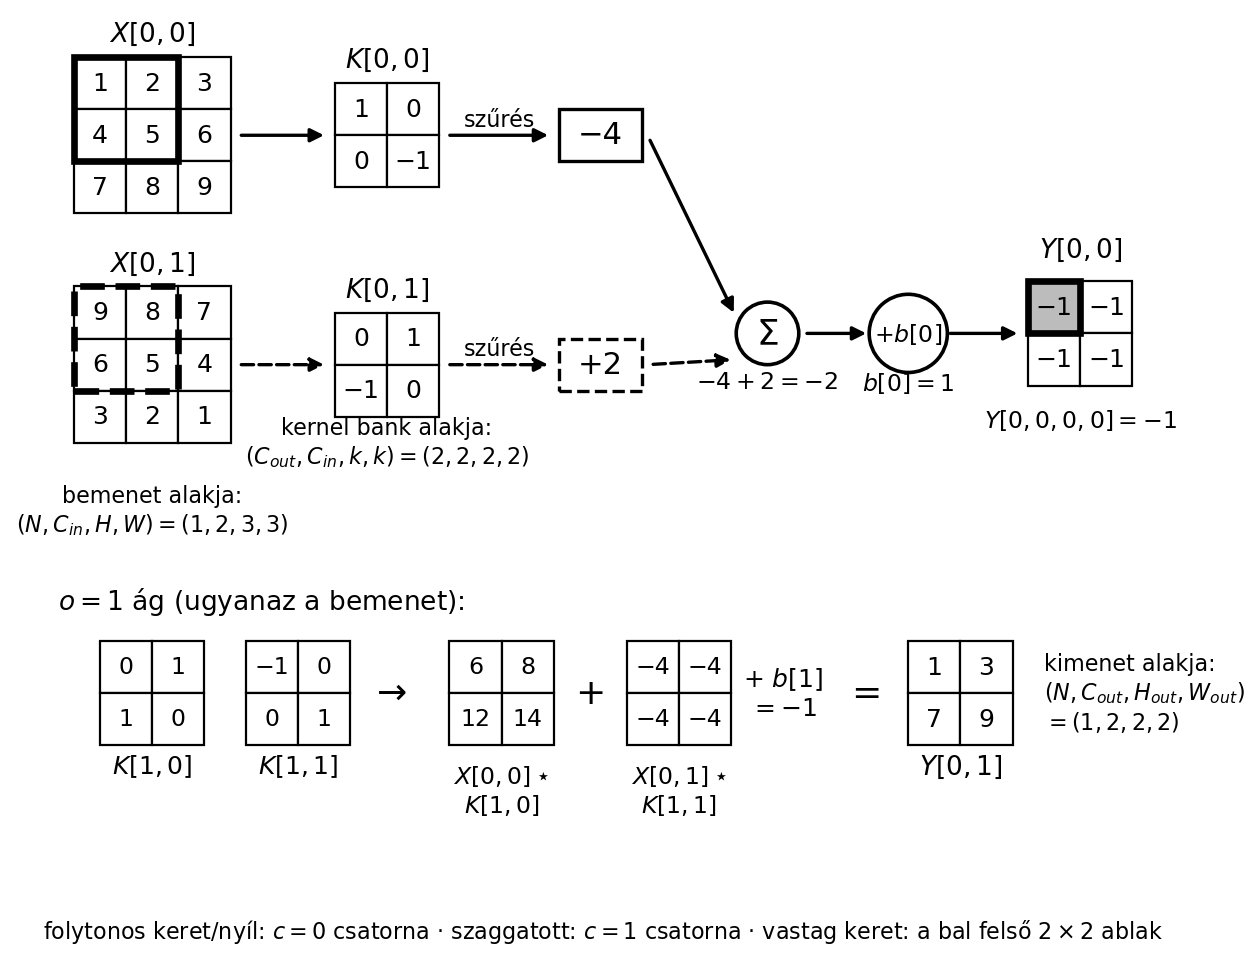 X[0, 0]
1 2 3
4 5 6
7 8 9
K[0, 0]
1 0
0 −1
szűrés
−4
X[0, 1]
9 8 7
6 5 4
3 2 1
K[0, 1]
0 1
−1 0
szűrés
+2
kernel bank alakja:
(C_out, C_in, k, k) = (2, 2, 2, 2)
bemenet alakja:
(N, C_in, H, W) = (1, 2, 3, 3)
Σ
−4 + 2 = −2
+b[0]
b[0] = 1
Y[0, 0]
−1 −1
−1 −1
Y[0, 0, 0, 0] = −1
o = 1 ág (ugyanaz a bemenet):
0 1
1 0
K[1, 0]
−1 0
0 1
K[1, 1]
→
6 8
12 14
X[0, 0] ⋆
K[1, 0]
+
−4 −4
−4 −4
X[0, 1] ⋆
K[1, 1]
+ b[1]
= −1
=
1 3
7 9
Y[0, 1]
kimenet alakja:
(N, C_out, H_out, W_out)
= (1, 2, 2, 2)
folytonos keret/nyíl: c = 0 csatorna · szaggatott: c = 1 csatorna · vastag keret: a bal felső 2 × 2 ablak